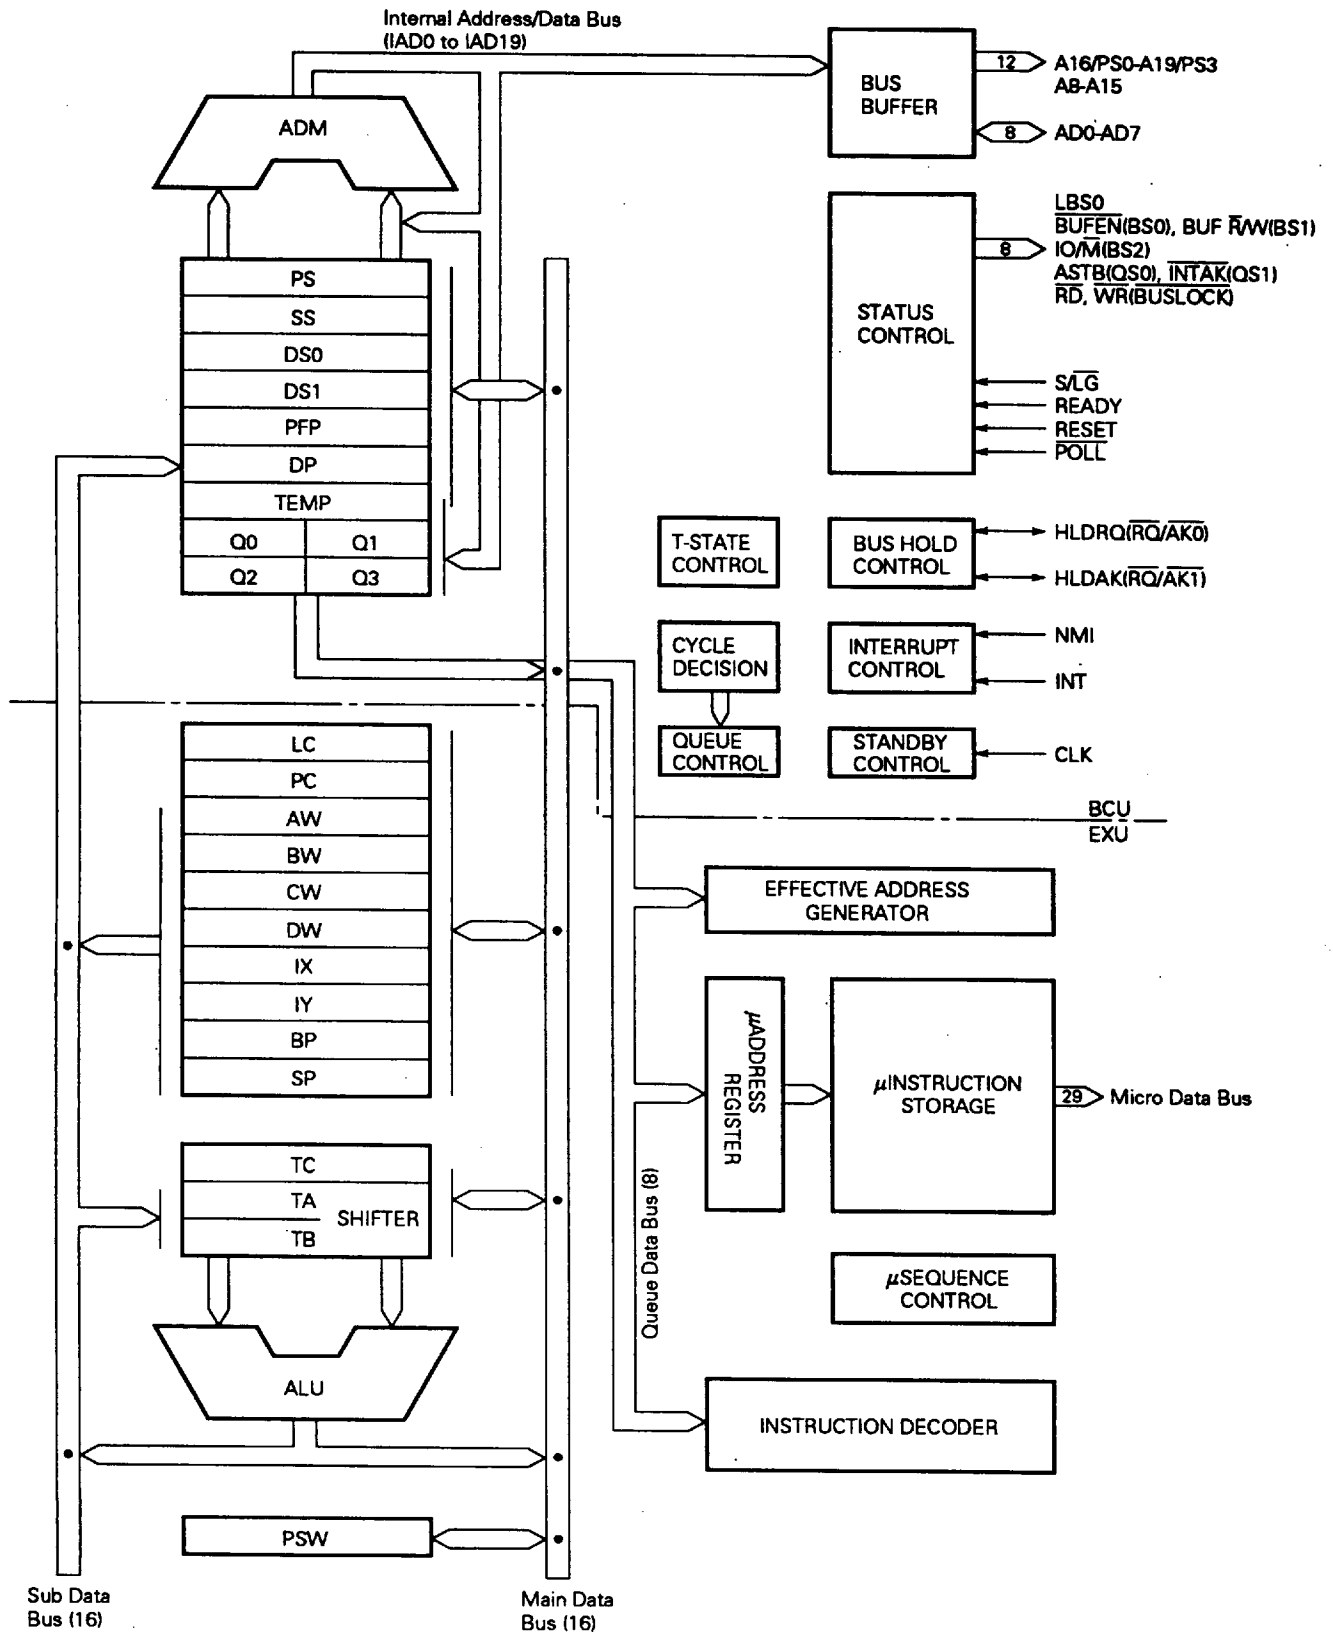 Internal Address/Data Bus
(IAD0 to IAD19)
ADM
BUS
BUFFER
12
A16/PS0-A19/PS3
A8-A15
8
AD0-AD7
PS
SS
DS0
DS1
PFP
DP
TEMP
Q0
Q1
Q2
Q3
STATUS
CONTROL
8
LBS0
BUFEN(BS0), BUF R/W(BS1)
IO/M(BS2)
ASTB(QS0), INTAK(QS1)
RD, WR(BUSLOCK)
S/LG
READY
RESET
POLL
T-STATE
CONTROL
BUS HOLD
CONTROL
HLDRQ(RQ/AK0)
HLDAK(RQ/AK1)
CYCLE
DECISION
INTERRUPT
CONTROL
NMI
INT
QUEUE
CONTROL
STANDBY
CONTROL
CLK
BCU
EXU
LC
PC
AW
BW
CW
DW
IX
IY
BP
SP
EFFECTIVE ADDRESS
GENERATOR
μADDRESS
REGISTER
μINSTRUCTION
STORAGE
29
Micro Data Bus
TC
TA
SHIFTER
TB
Queue Data Bus (8)
μSEQUENCE
CONTROL
ALU
INSTRUCTION DECODER
PSW
Sub Data
Bus (16)
Main Data
Bus (16)